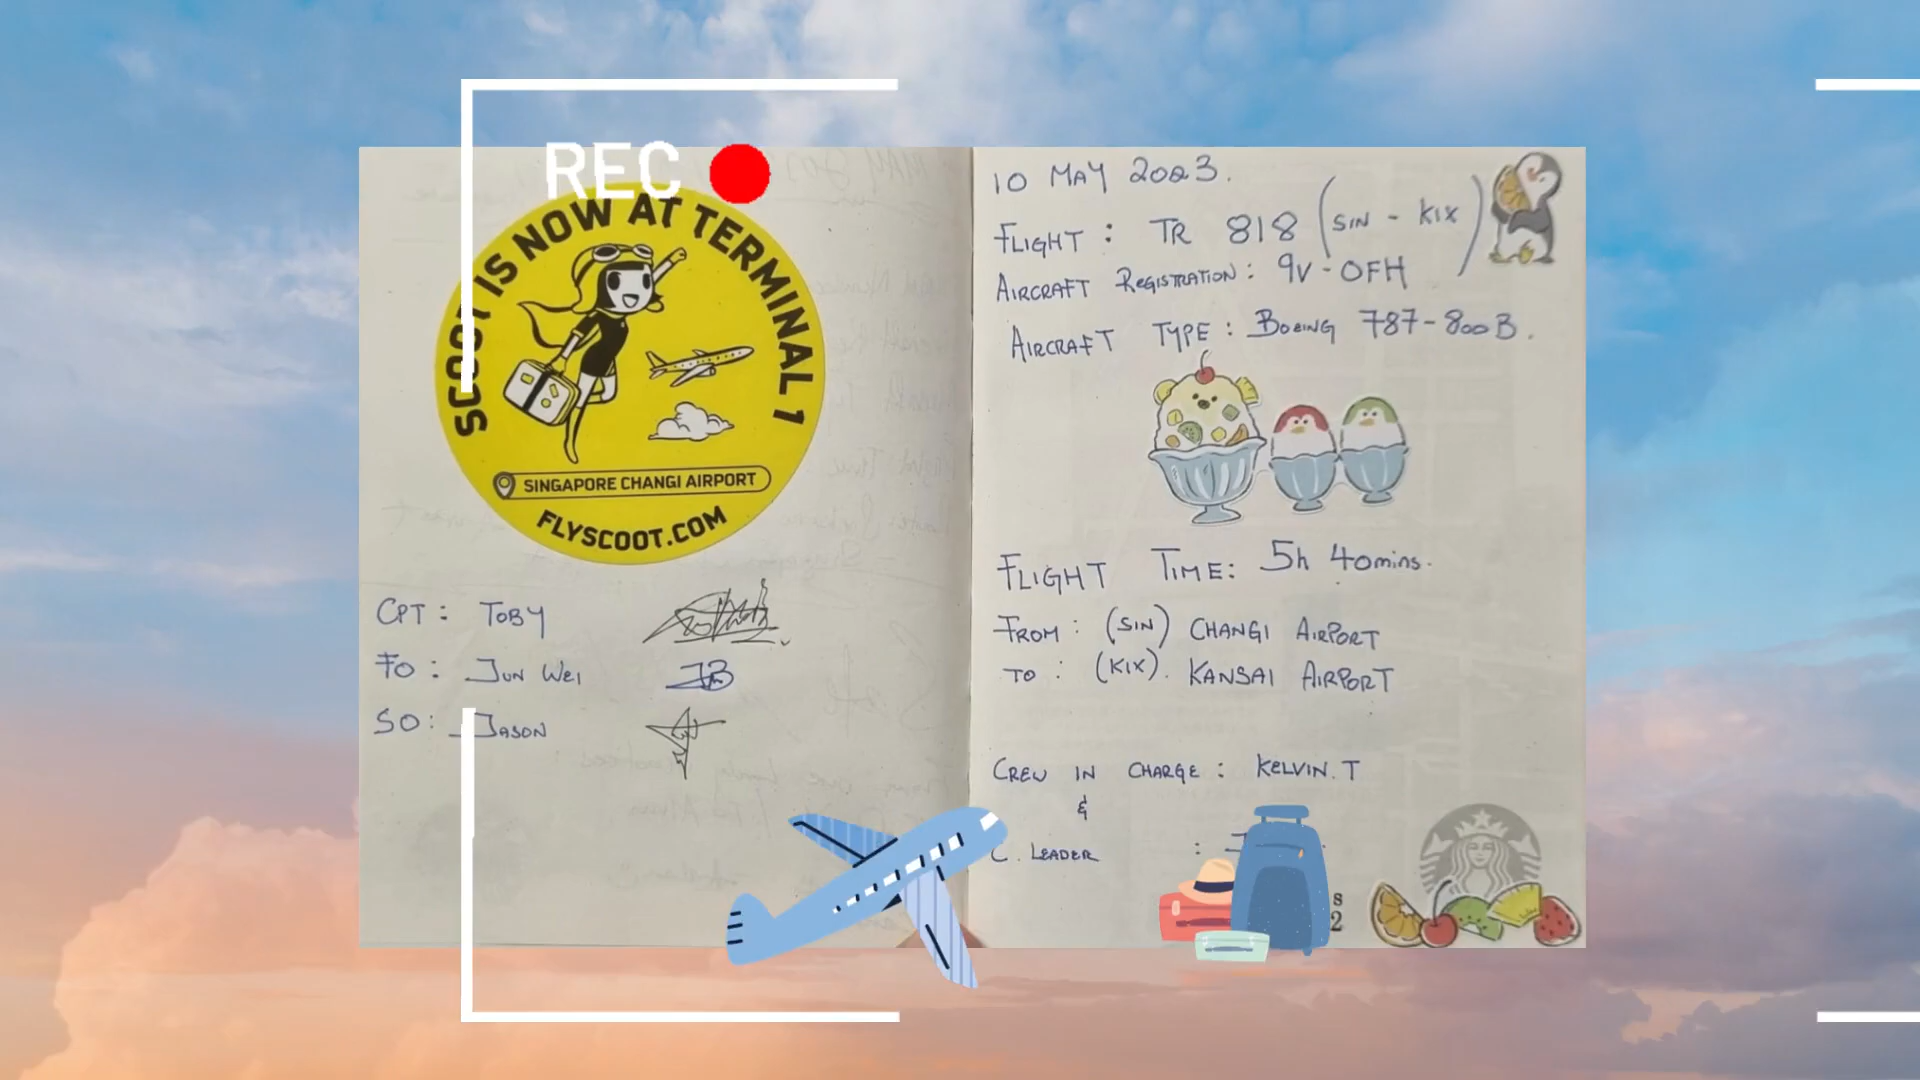 REC
SCOOT IS NOW AT TERMINAL 1
SINGAPORE CHANGI AIRPORT
FLYSCOOT.COM
CPT: TOBY
FO: JUN WEI
SO: JASON
10 MAY 2023.
FLIGHT: TR 818 (SIN - KIX)
AIRCRAFT REGISTRATION: 9V-OFH
AIRCRAFT TYPE: BOEING 787-800B.
FLIGHT TIME: 5h 40mins.
FROM: (SIN) CHANGI AIRPORT
TO: (KIX). KANSAI AIRPORT
CREW IN CHARGE: KELVIN.T
&
C. LEADER :